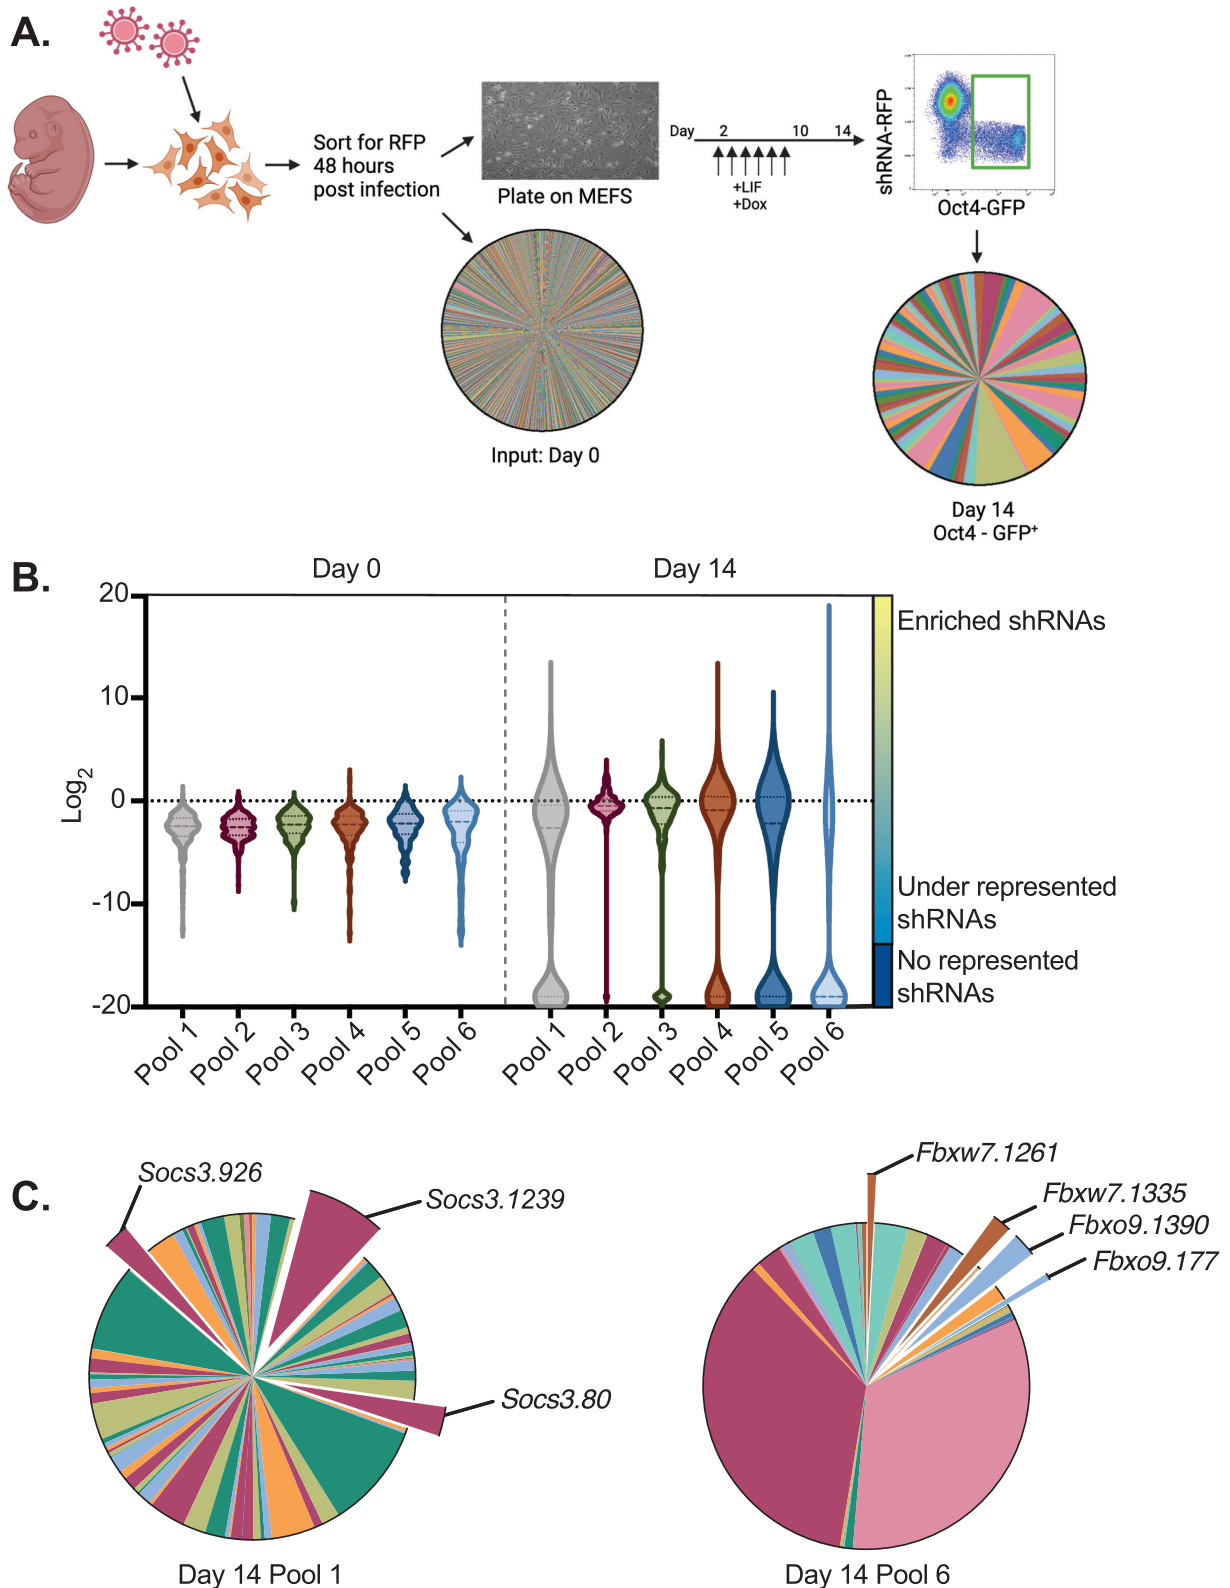 A.
Sort for RFP
48 hours
post infection
Plate on MEFS
Day 2 10 14
+LIF
+Dox
shRNA-RFP
Oct4-GFP
Input: Day 0
Day 14
Oct4 - GFP⁺
B.
Day 0
Day 14
Log₂
20
10
0
-10
-20
Enriched shRNAs
Under represented
shRNAs
No represented
shRNAs
Pool 1
Pool 2
Pool 3
Pool 4
Pool 5
Pool 6
Pool 1
Pool 2
Pool 3
Pool 4
Pool 5
Pool 6
C.
Socs3.926
Socs3.1239
Socs3.80
Day 14 Pool 1
Fbxw7.1261
Fbxw7.1335
Fbxo9.1390
Fbxo9.177
Day 14 Pool 6